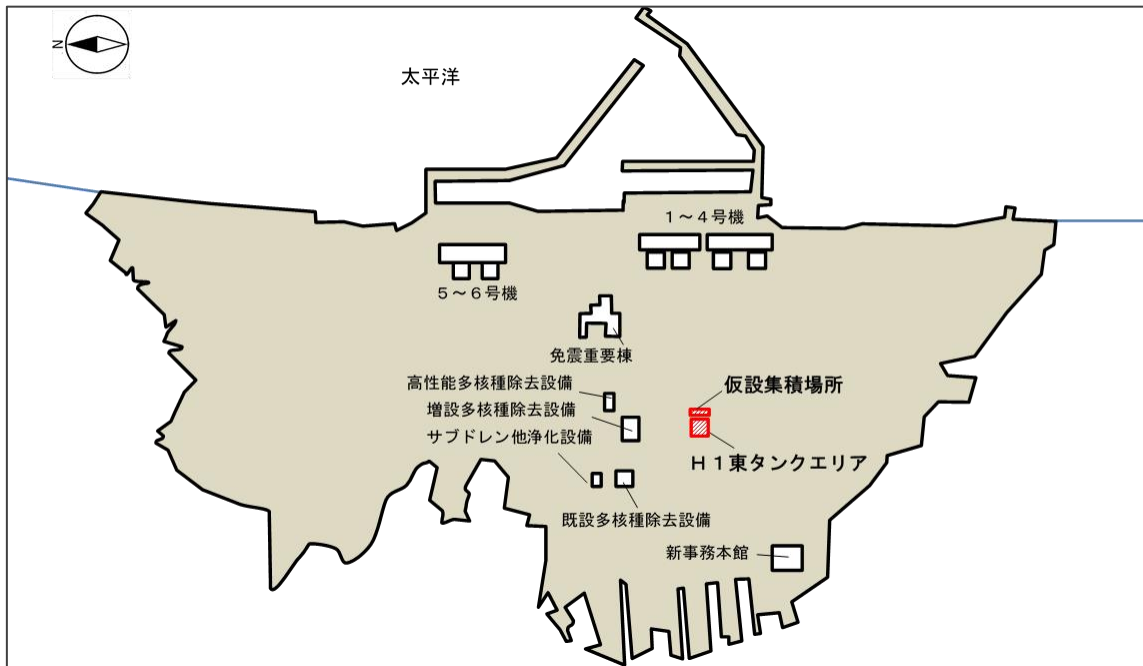 N
太平洋
1～4号機
5～6号機
免震重要棟
高性能多核種除去設備
仮設集積場所
増設多核種除去設備
サブドレン他浄化設備
H1東タンクエリア
既設多核種除去設備
新事務本館